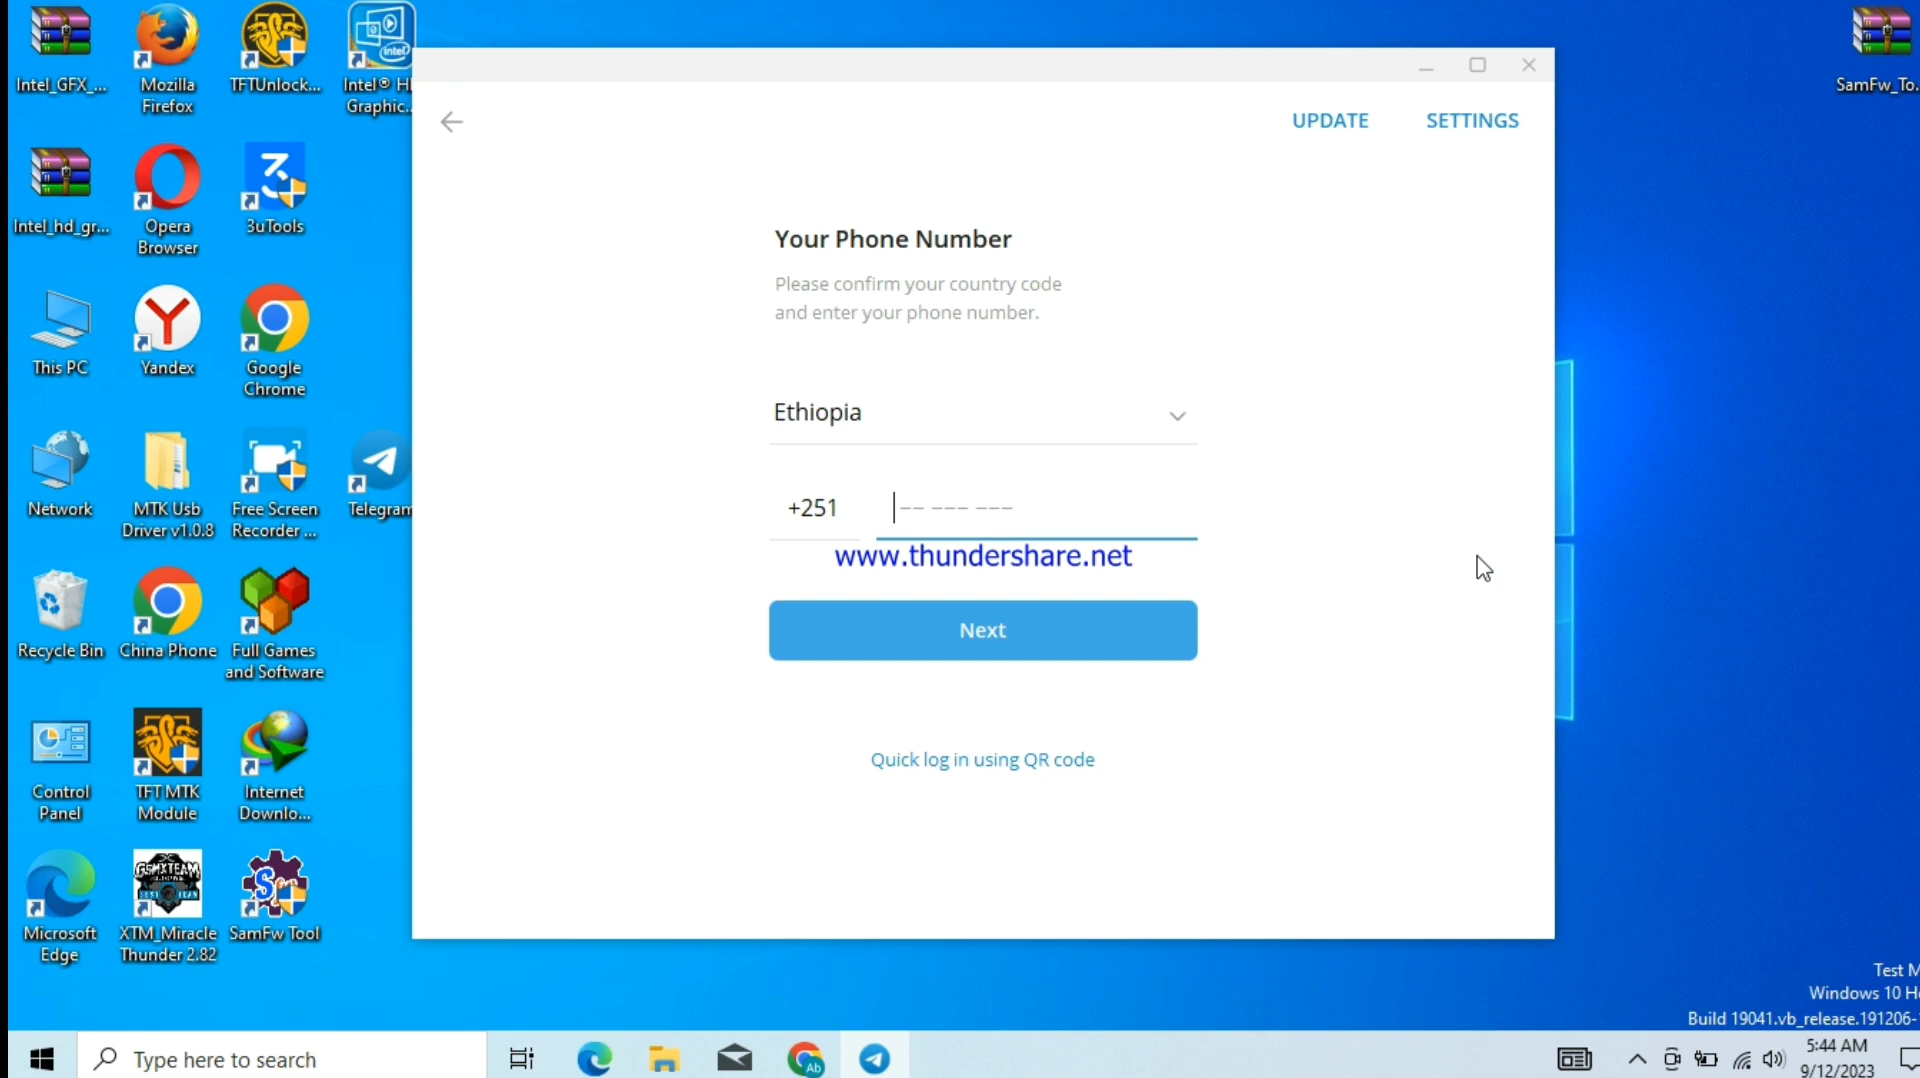 Intel_GFX_...
Mozilla
Firefox
TFTUnlock...
Intel® H
Graphic...
SamFw_To...
UPDATE
SETTINGS
Intel_hd_gr...
Opera
Browser
3uTools
Your Phone Number
Please confirm your country code
and enter your phone number.
This PC
Yandex
Google
Chrome
Ethiopia
Network
MTK Usb
Driver v1.0.8
Free Screen
Recorder ...
Telegram
+251
www.thundershare.net
Next
Recycle Bin
China Phone
Full Games
and Software
Quick log in using QR code
Control
Panel
TFT MTK
Module
Internet
Downlo...
Microsoft
Edge
GSMXTEAM
XTM_Miracle
Thunder 2.82
SamFw Tool
Test M
Windows 10 H
Build 19041.vb_release.191206-
Type here to search
Ab
5:44 AM
9/12/2023